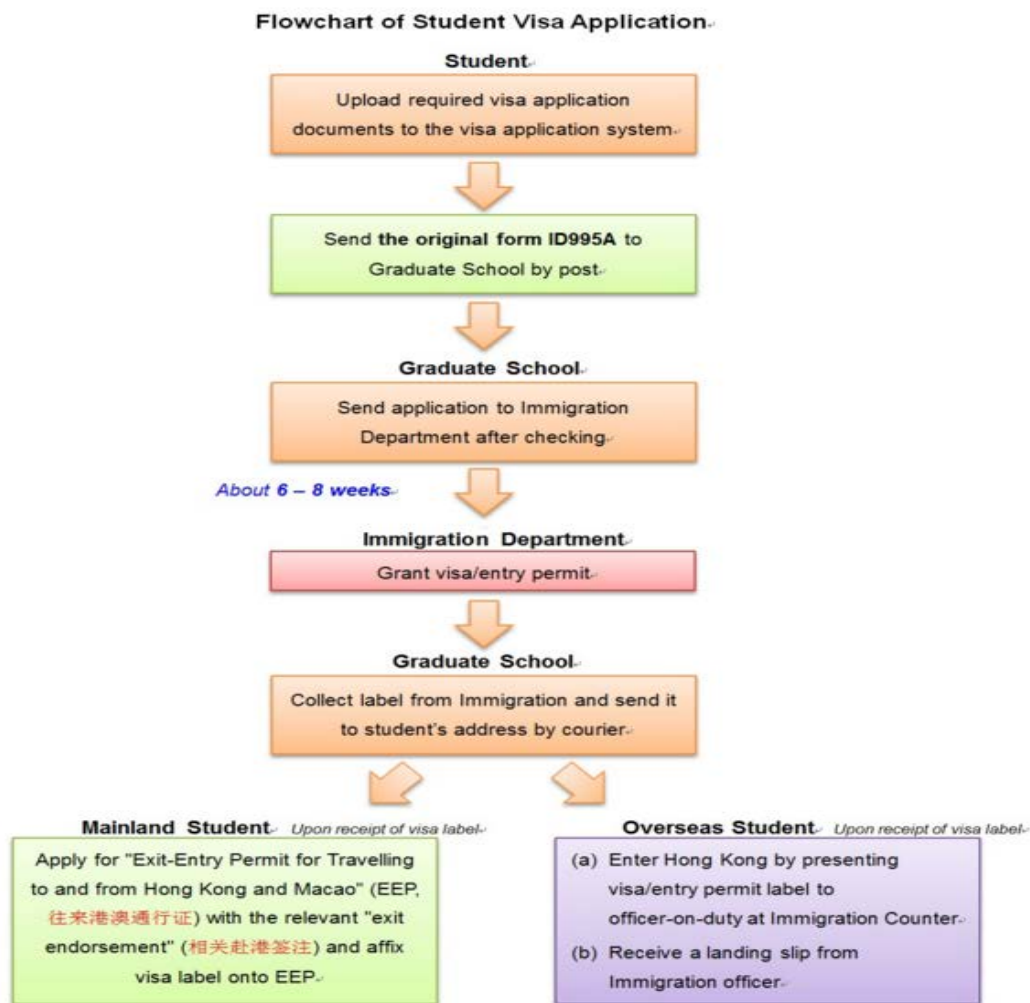 Flowchart of Student Visa Application
Student
Upload required visa application
documents to the visa application system
Send the original form ID995A to
Graduate School by post
Graduate School
Send application to Immigration
Department after checking
About 6 – 8 weeks
Immigration Department
Grant visa/entry permit
Graduate School
Collect label from Immigration and send it
to student's address by courier
Mainland Student Upon receipt of visa label
Apply for "Exit-Entry Permit for Travelling
to and from Hong Kong and Macao" (EEP,
往来港澳通行证) with the relevant "exit
endorsement" (相关赴港签注) and affix
visa label onto EEP
Overseas Student Upon receipt of visa label
(a) Enter Hong Kong by presenting
visa/entry permit label to
officer-on-duty at Immigration Counter
(b) Receive a landing slip from
Immigration officer